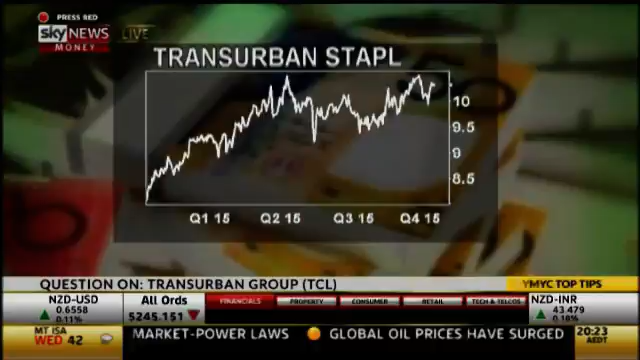 PRESS RED
sky NEWS
MONEY
LIVE
TRANSURBAN STAPL
10
9.5
9
8.5
Q1 15
Q2 15
Q3 15
Q4 15
QUESTION ON: TRANSURBAN GROUP (TCL)
YMYC TOP TIPS
NZD-USD
0.6558
0.11%
All Ords
5245.151
FINANCIALS
PROPERTY
CONSUMER
RETAIL
TECH & TELCOS
NZD-INR
43.479
0.18%
MT ISA
WED 42
MARKET-POWER LAWS
GLOBAL OIL PRICES HAVE SURGED
20:23
AEDT